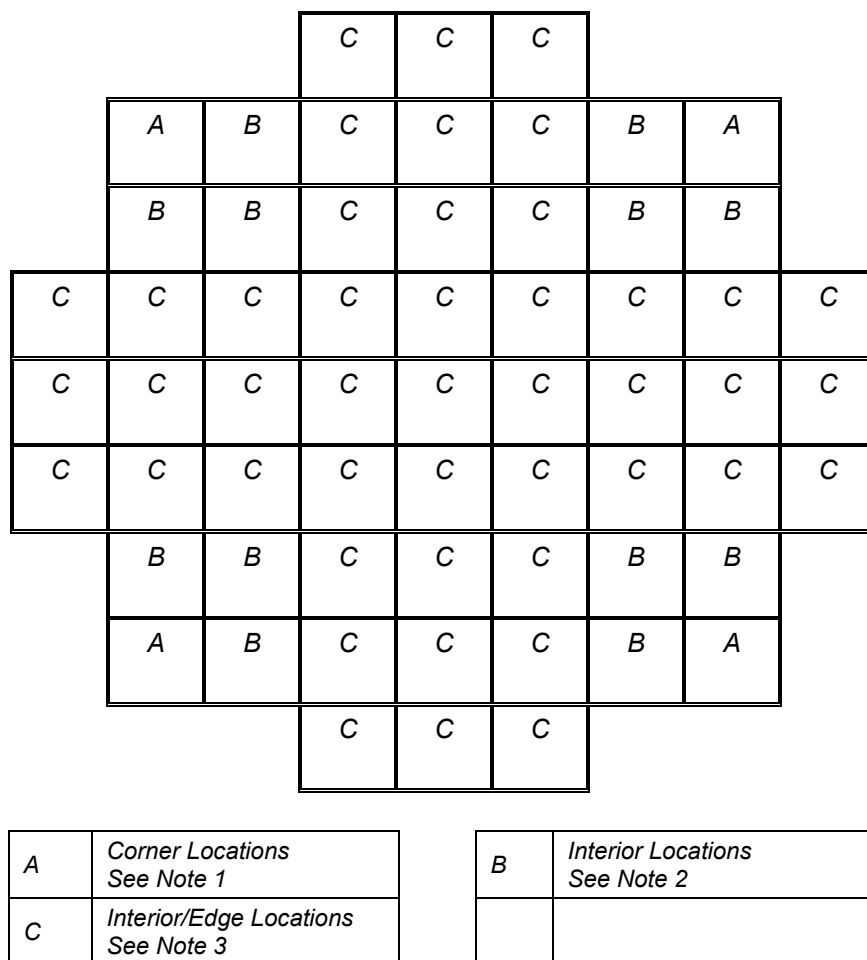 C C C
A B C C C B A
B B C C C B B
C C C C C C C C C
C C C C C C C C C
C C C C C C C C C
B B C C C B B
A B C C C B A
C C C
A Corner Locations
See Note 1
B Interior Locations
See Note 2
C Interior/Edge Locations
See Note 3